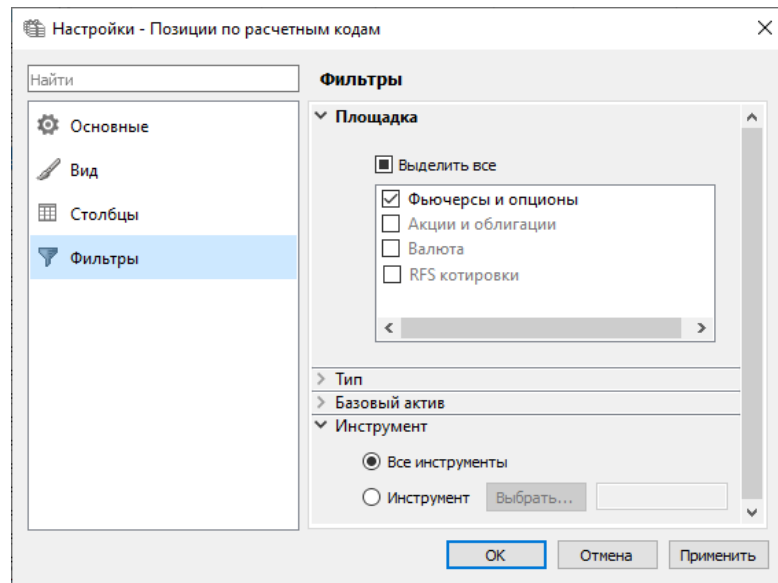 Настройки - Позиции по расчетным кодам
Найти
Основные
Вид
Столбцы
Фильтры
Фильтры
Площадка
Выделить все
Фьючерсы и опционы
Акции и облигации
Валюта
RFS котировки
Тип
Базовый актив
Инструмент
Все инструменты
Инструмент Выбрать...
OK Отмена Применить